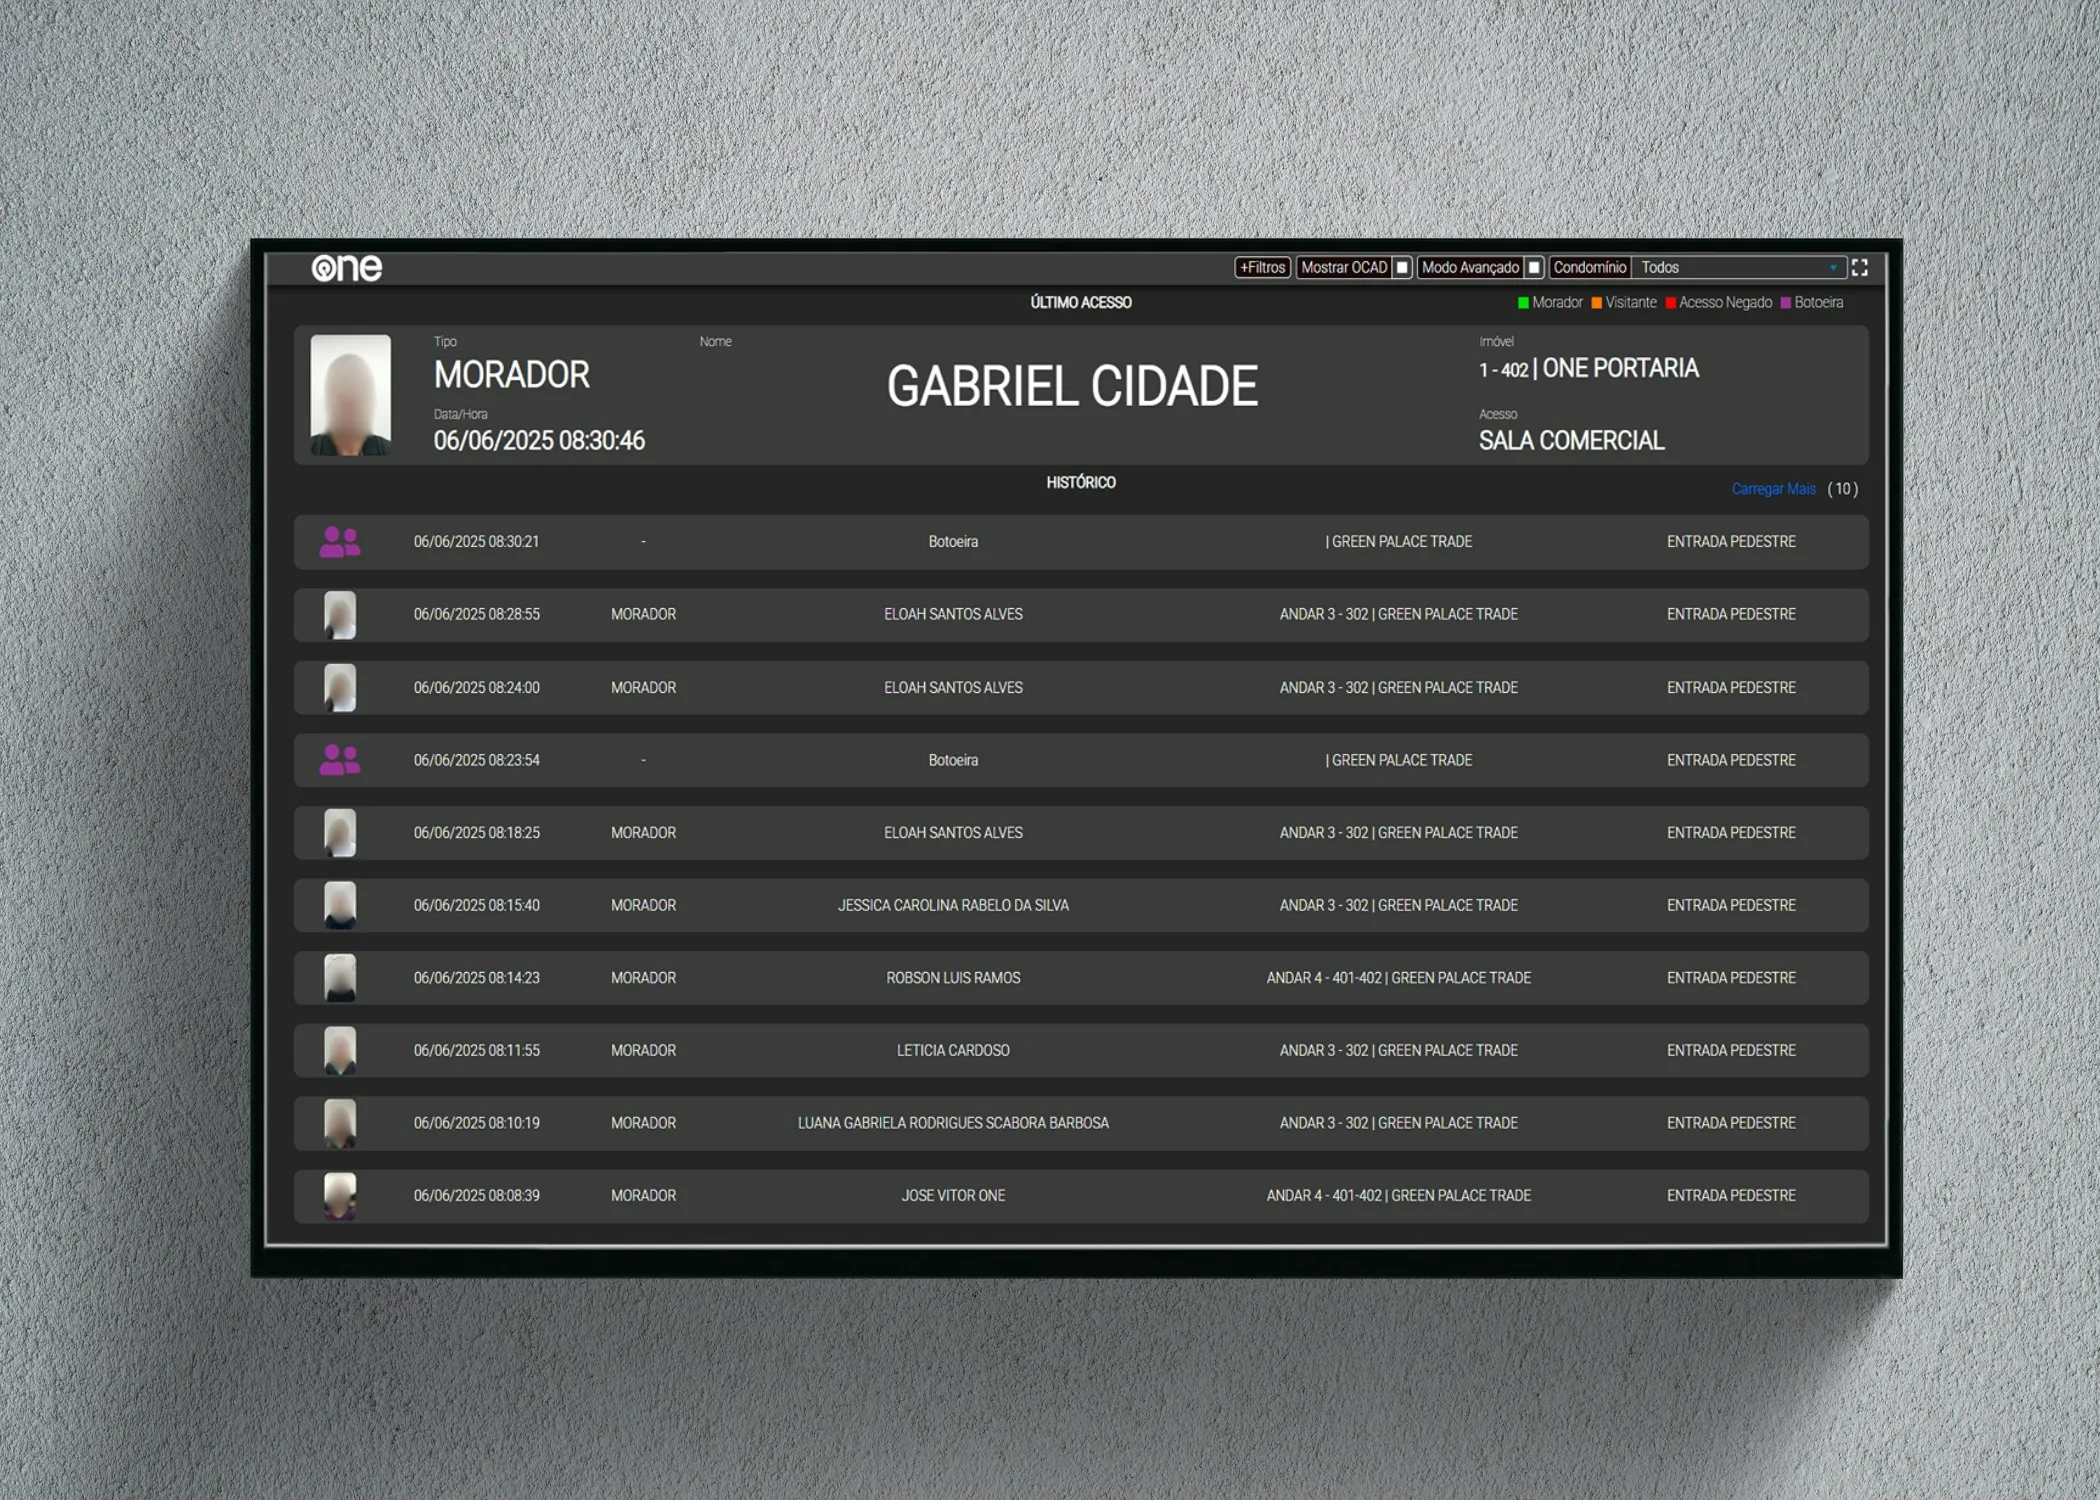 one
+Filtros Mostrar OCAD Modo Avançado Condomínio Todos
ÚLTIMO ACESSO
Morador Visitante Acesso Negado Botoeira
Tipo
MORADOR
Data/Hora
06/06/2025 08:30:46
Nome
GABRIEL CIDADE
Imóvel
1 - 402 | ONE PORTARIA
Acesso
SALA COMERCIAL
HISTÓRICO
Carregar Mais ( 10 )
06/06/2025 08:30:21 - Botoeira | GREEN PALACE TRADE ENTRADA PEDESTRE
06/06/2025 08:28:55 MORADOR ELOAH SANTOS ALVES ANDAR 3 - 302 | GREEN PALACE TRADE ENTRADA PEDESTRE
06/06/2025 08:24:00 MORADOR ELOAH SANTOS ALVES ANDAR 3 - 302 | GREEN PALACE TRADE ENTRADA PEDESTRE
06/06/2025 08:23:54 - Botoeira | GREEN PALACE TRADE ENTRADA PEDESTRE
06/06/2025 08:18:25 MORADOR ELOAH SANTOS ALVES ANDAR 3 - 302 | GREEN PALACE TRADE ENTRADA PEDESTRE
06/06/2025 08:15:40 MORADOR JESSICA CAROLINA RABELO DA SILVA ANDAR 3 - 302 | GREEN PALACE TRADE ENTRADA PEDESTRE
06/06/2025 08:14:23 MORADOR ROBSON LUIS RAMOS ANDAR 4 - 401-402 | GREEN PALACE TRADE ENTRADA PEDESTRE
06/06/2025 08:11:55 MORADOR LETICIA CARDOSO ANDAR 3 - 302 | GREEN PALACE TRADE ENTRADA PEDESTRE
06/06/2025 08:10:19 MORADOR LUANA GABRIELA RODRIGUES SCABORA BARBOSA ANDAR 3 - 302 | GREEN PALACE TRADE ENTRADA PEDESTRE
06/06/2025 08:08:39 MORADOR JOSE VITOR ONE ANDAR 4 - 401-402 | GREEN PALACE TRADE ENTRADA PEDESTRE